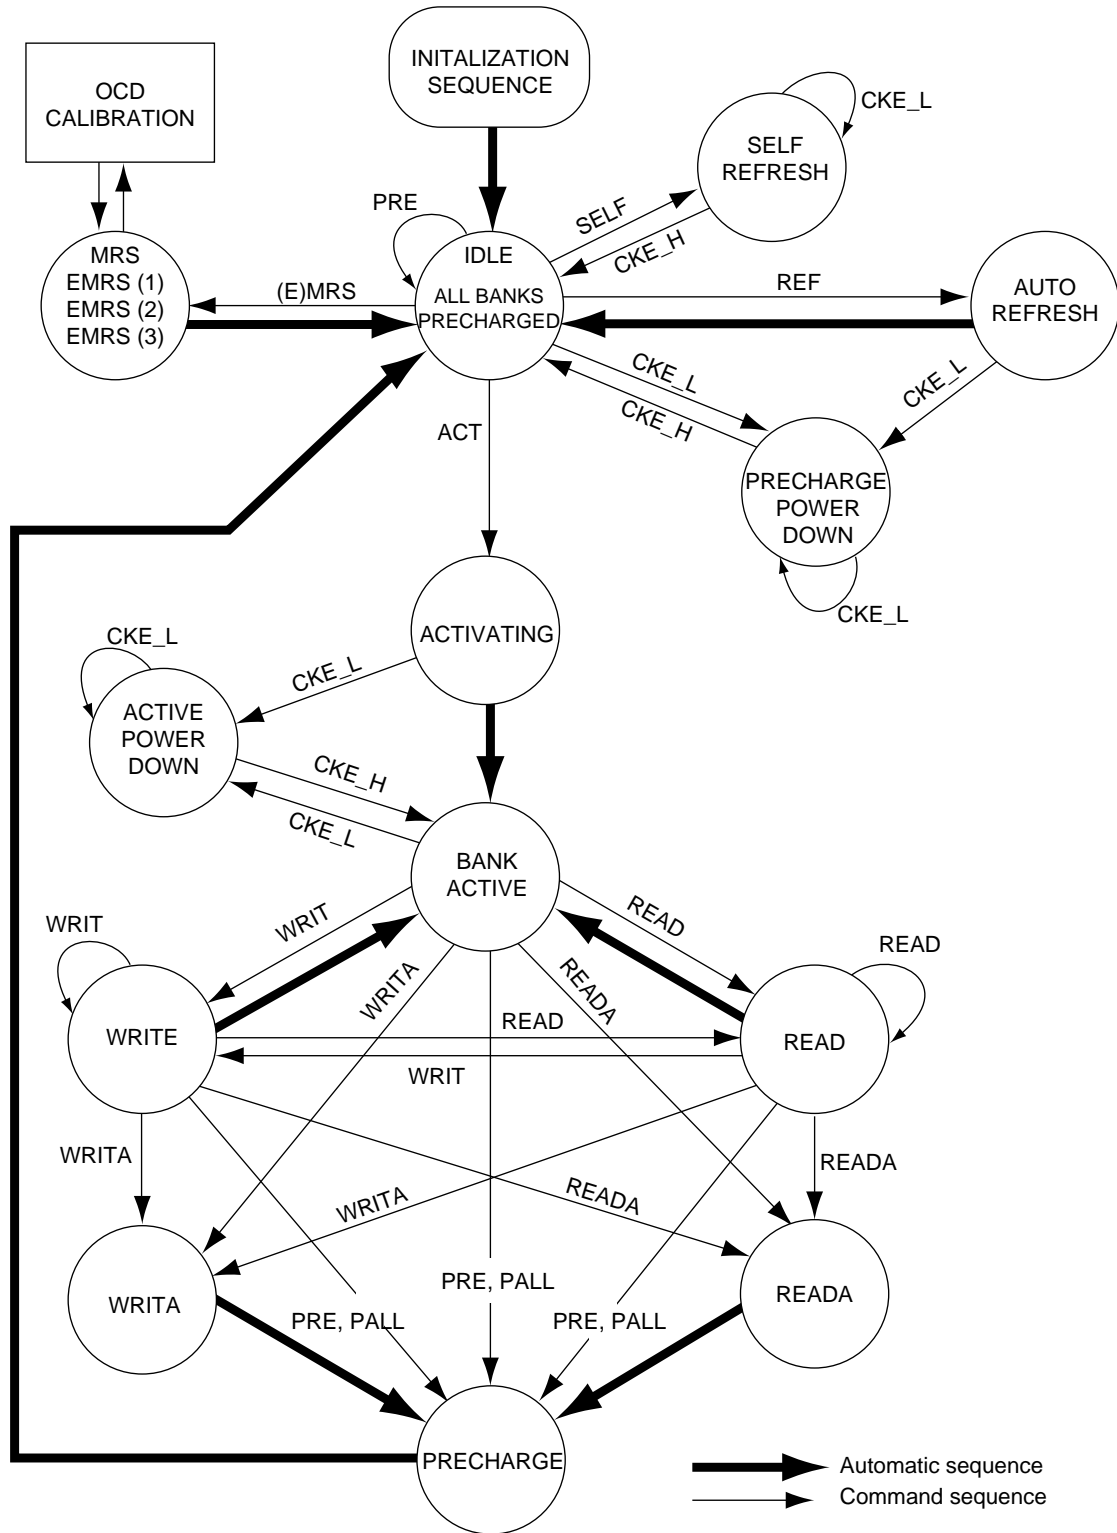 INITALIZATION
SEQUENCE
OCD
CALIBRATION
CKE_L
SELF
REFRESH
PRE
SELF
CKE_H
MRS
EMRS (1)
EMRS (2)
EMRS (3)
(E)MRS
IDLE
ALL BANKS
PRECHARGED
REF
AUTO
REFRESH
CKE_L
CKE_H
CKE_L
ACT
PRECHARGE
POWER
DOWN
CKE_L
ACTIVATING
CKE_L
CKE_L
ACTIVE
POWER
DOWN
CKE_H
CKE_L
BANK
ACTIVE
WRIT
WRIT
READ
READ
WRITA
READA
WRITE
READ
READ
WRIT
WRITA
READA
WRITA
READA
WRITA
PRE, PALL
PRE, PALL
PRE, PALL
READA
PRECHARGE
Automatic sequence
Command sequence